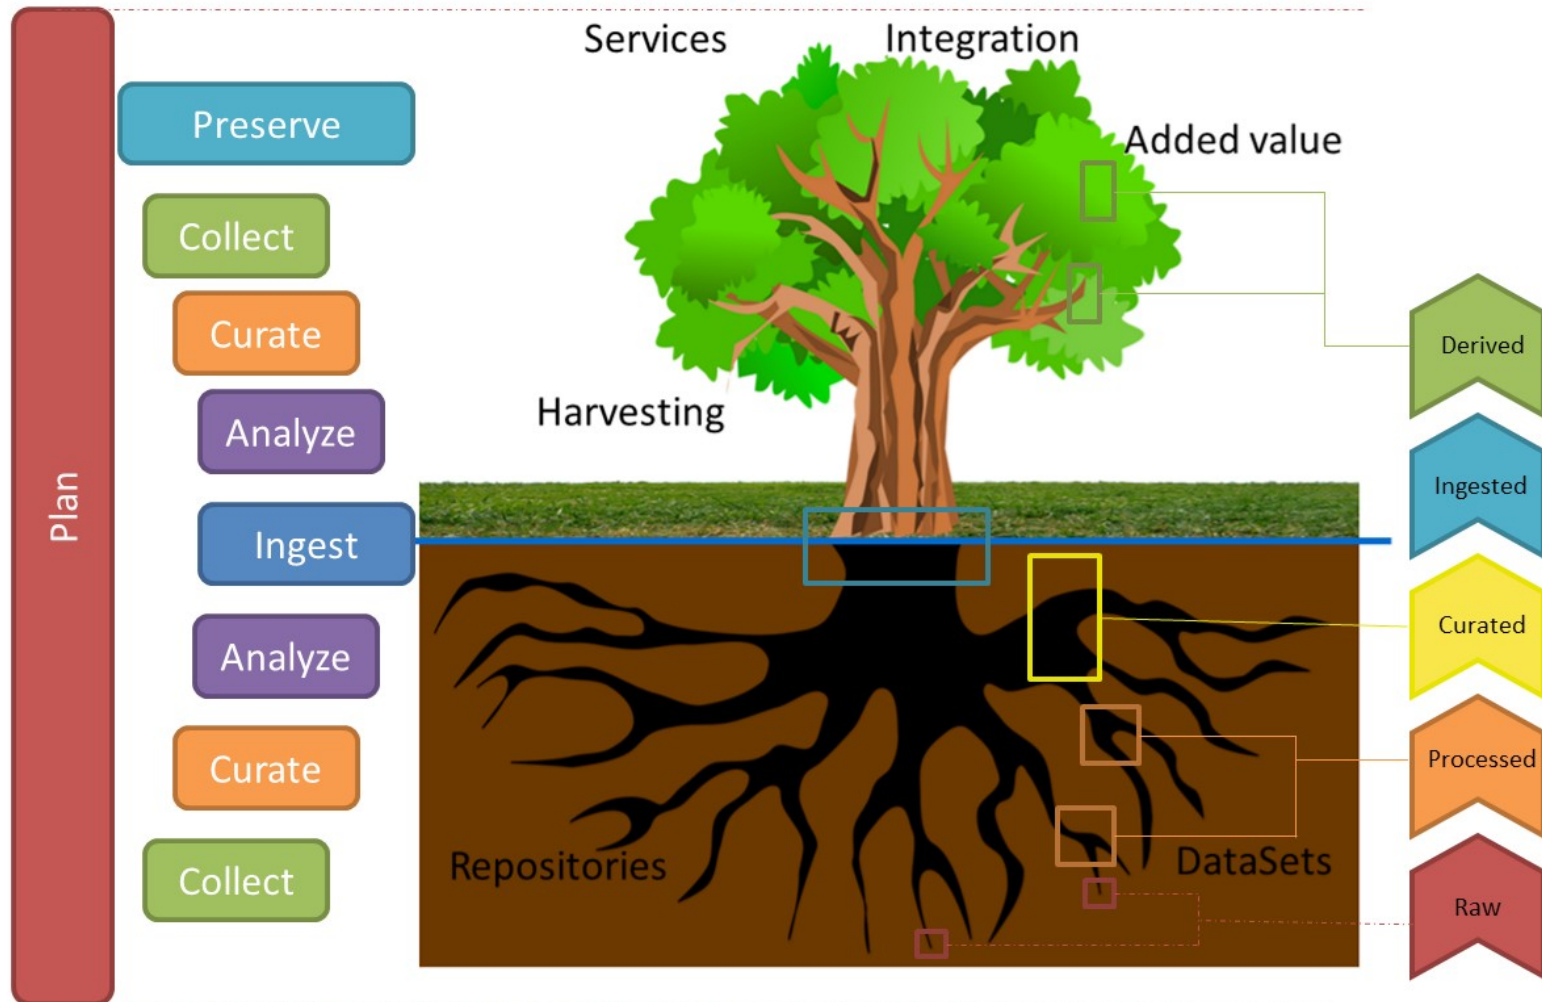 Plan
Preserve
Collect
Curate
Analyze
Ingest
Analyze
Curate
Collect
Services
Integration
Added value
Harvesting
Repositories
DataSets
Derived
Ingested
Curated
Processed
Raw